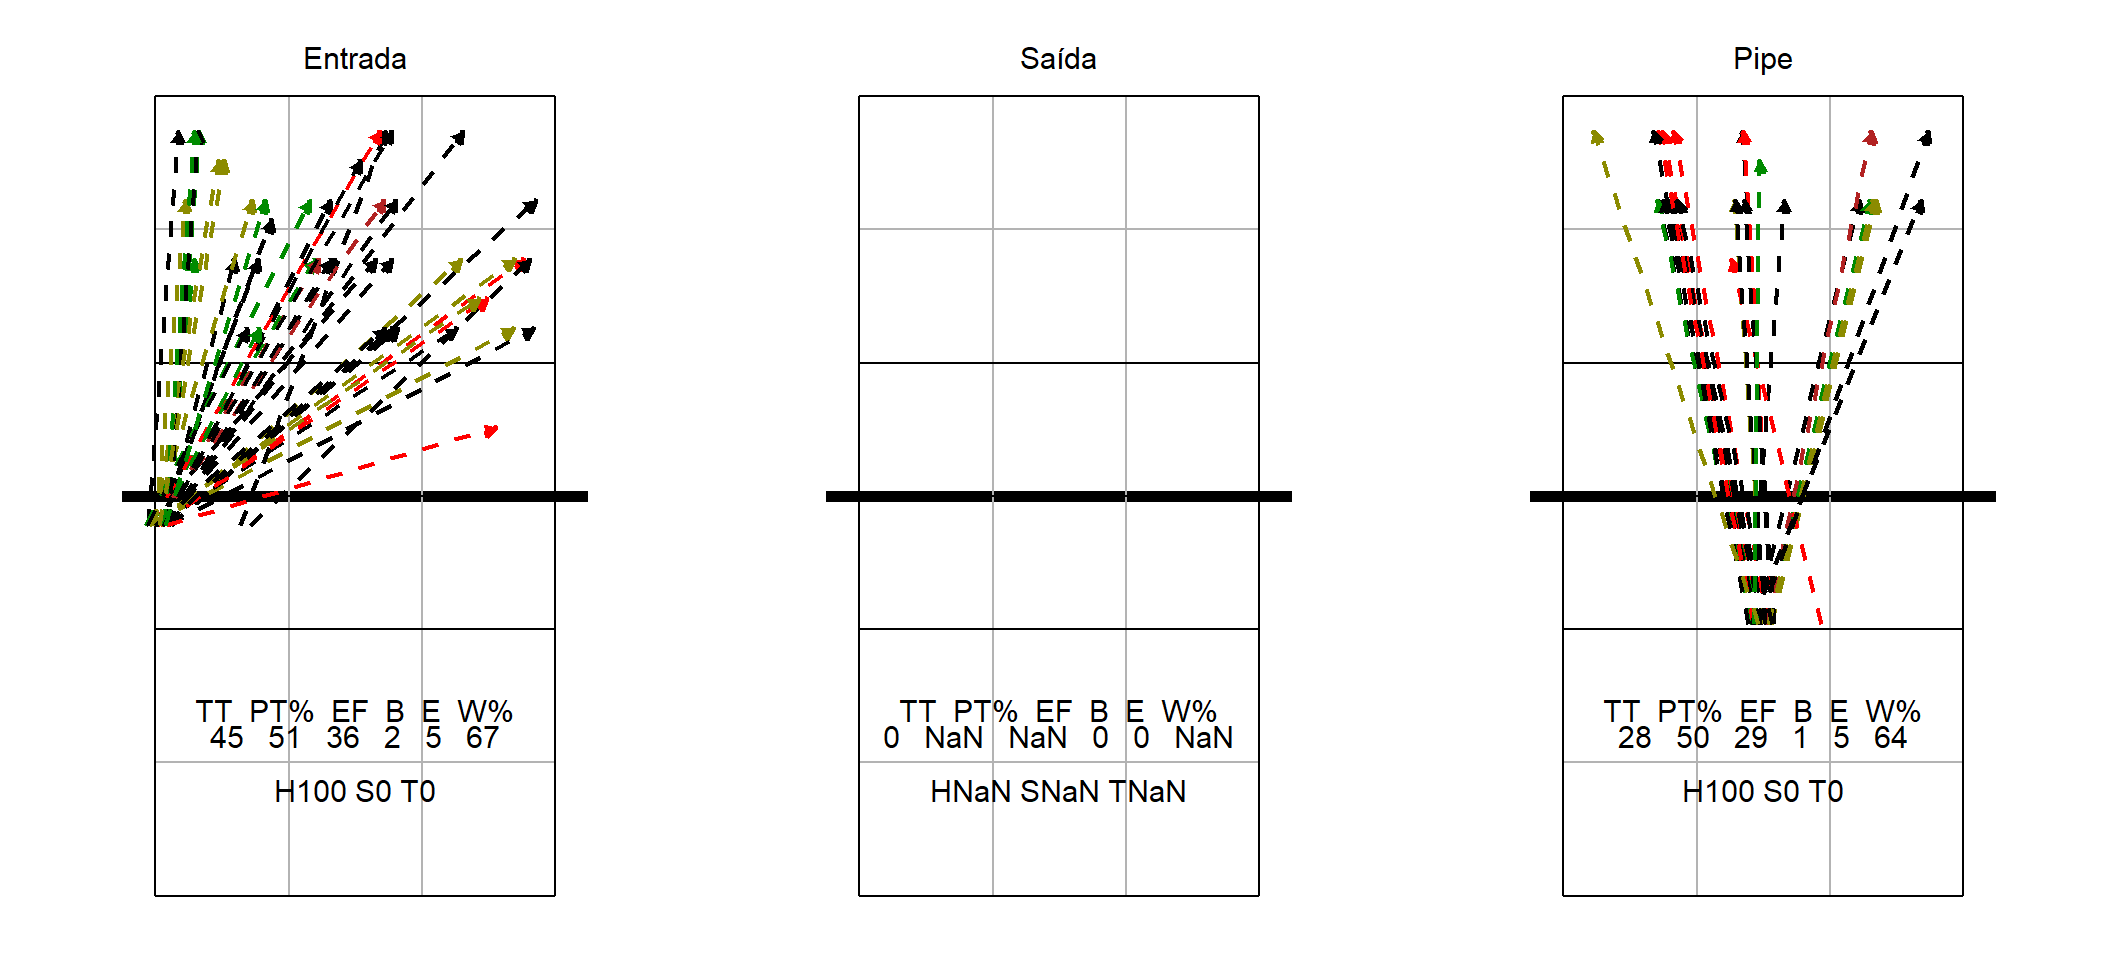 Entrada
TT PT% EF B E W%
45 51 36 2 5 67
H100 S0 T0
Saída
TT PT% EF B E W%
0 NaN NaN 0 0 NaN
HNaN SNaN TNaN
Pipe
TT PT% EF B E W%
28 50 29 1 5 64
H100 S0 T0